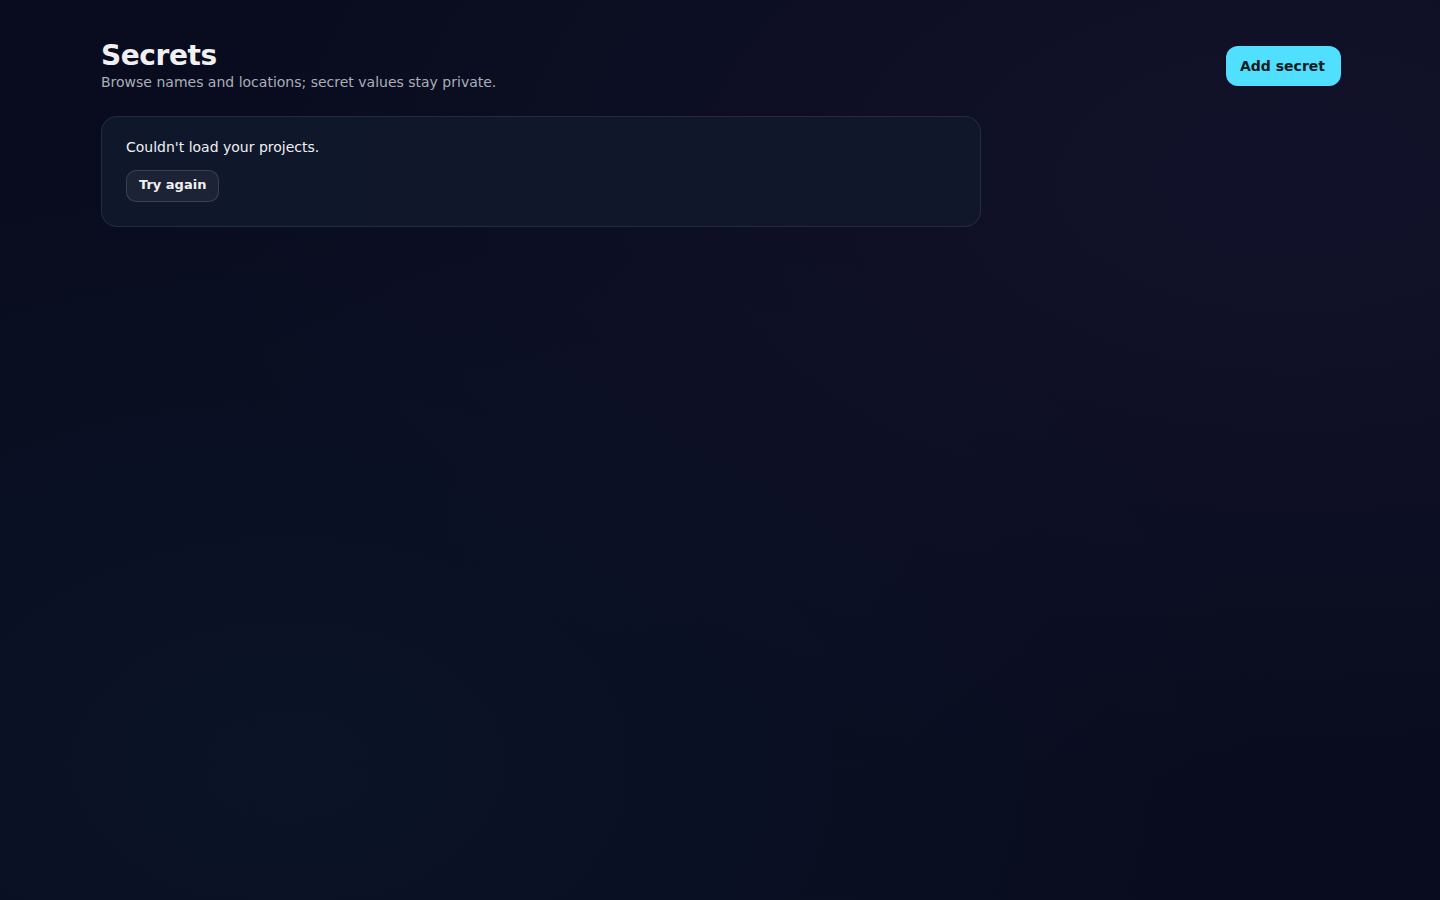 Secrets
Browse names and locations; secret values stay private.
Add secret
Couldn't load your projects.
Try again